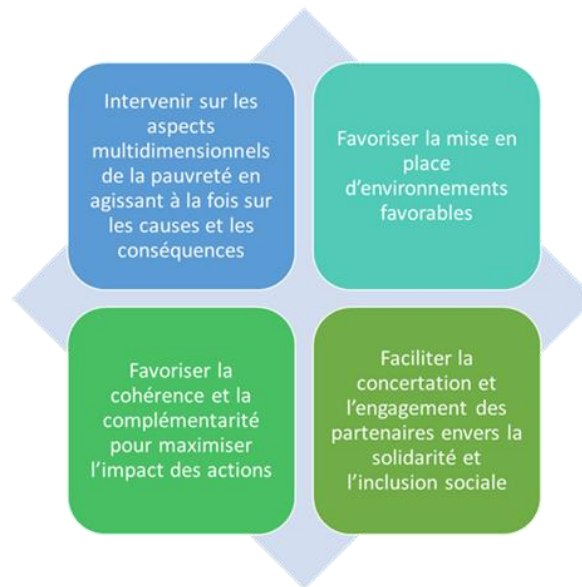 Intervenir sur les
aspects
multidimensionnels
de la pauvreté en
agissant à la fois sur
les causes et les
conséquences
Favoriser la mise en
place
d’environnements
favorables
Favoriser la
cohérence et la
complémentarité
pour maximiser
l’impact des actions
Faciliter la
concertation et
l’engagement des
partenaires envers la
solidarité et
l’inclusion sociale